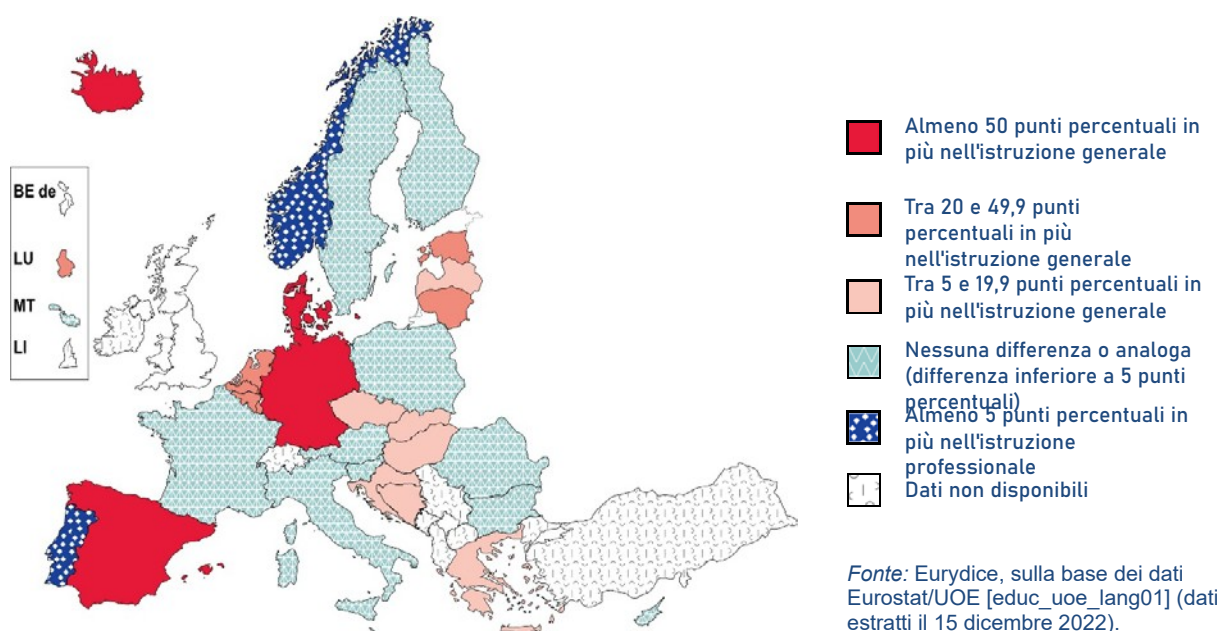 BE de
LU
MT
LI
Almeno 50 punti percentuali in
più nell'istruzione generale
Tra 20 e 49,9 punti
percentuali in più
nell'istruzione generale
Tra 5 e 19,9 punti percentuali in
più nell'istruzione generale
Nessuna differenza o analoga
(differenza inferiore a 5 punti
percentuali)
Almeno 5 punti percentuali in
più nell'istruzione
professionale
Dati non disponibili
Fonte: Eurydice, sulla base dei dati
Eurostat/UOE [educ_uoe_lang01] (dati
estratti il 15 dicembre 2022).